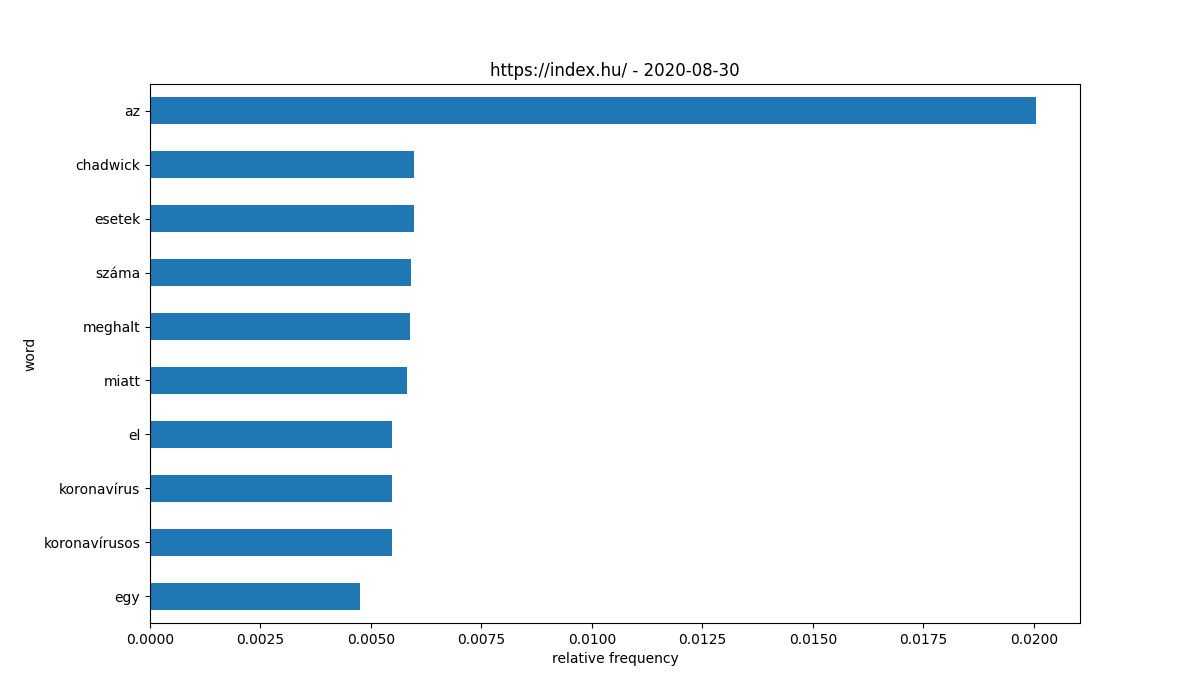 https://index.hu/ - 2020-08-30
az
chadwick
esetek
száma
meghalt
miatt
el
koronavírus
koronavírusos
egy
word
0.0000 0.0025 0.0050 0.0075 0.0100 0.0125 0.0150 0.0175 0.0200
relative frequency